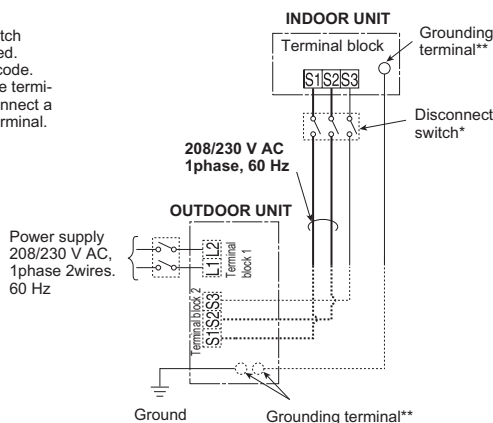 tch
ed.
code.
e termi-
nnect a
rminal.
INDOOR UNIT
Terminal block
S1 S2 S3
Grounding
terminal**
Disconnect
switch*
208/230 V AC
1phase, 60 Hz
OUTDOOR UNIT
Power supply
208/230 V AC,
1phase 2wires.
60 Hz
L1 L2
Terminal
block 1
Terminal block 2
S1 S2 S3
Ground
Grounding terminal**